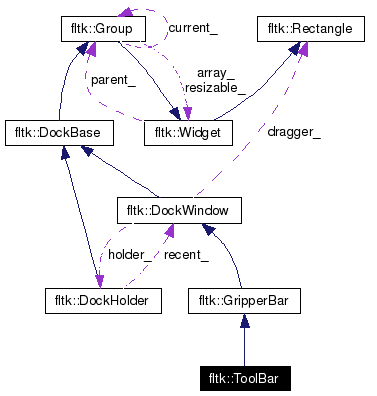 fltk::Group
current_
fltk::Rectangle
parent_
array_
resizable_
fltk::DockBase
fltk::Widget
dragger_
fltk::DockWindow
holder_
recent_
fltk::DockHolder
fltk::GripperBar
fltk::ToolBar